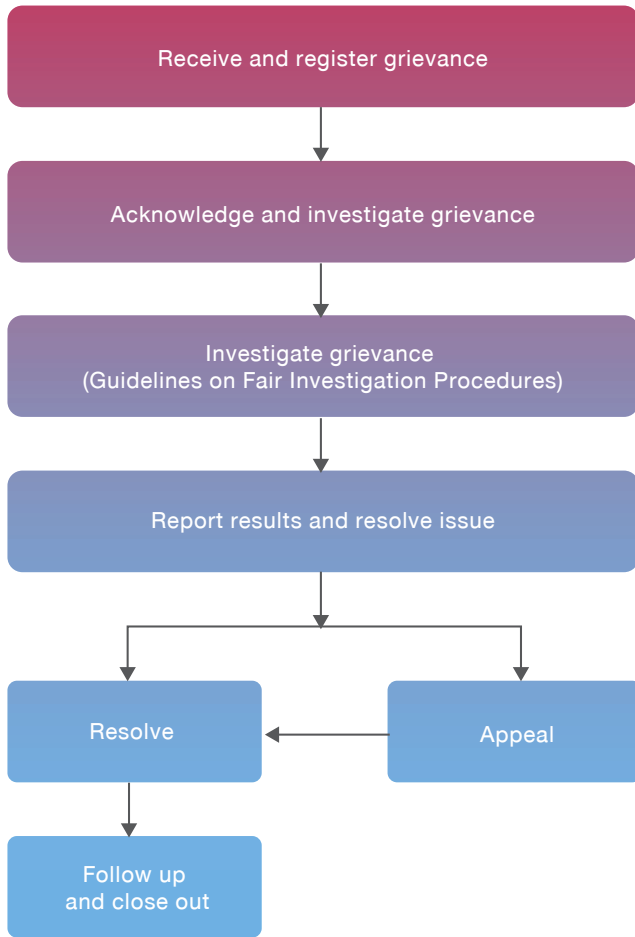 Receive and register grievance
Acknowledge and investigate grievance
Investigate grievance
(Guidelines on Fair Investigation Procedures)
Report results and resolve issue
Resolve
Appeal
Follow up
and close out